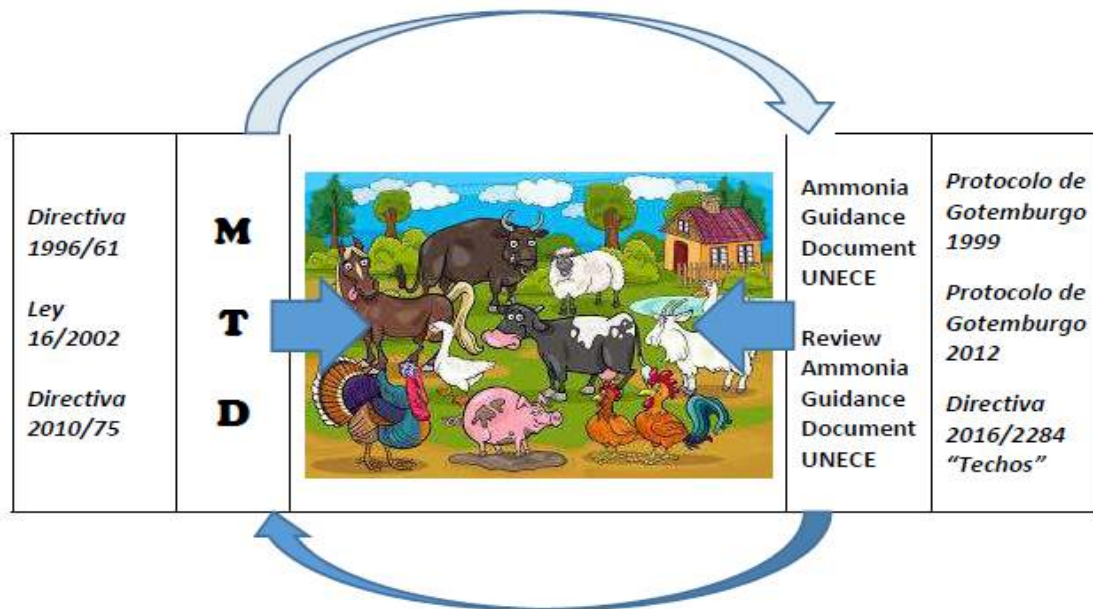 Directiva
1996/61
Ley
16/2002
Directiva
2010/75
M
T
D
Ammonia
Guidance
Document
UNECE
Review
Ammonia
Guidance
Document
UNECE
Protocolo de
Gotemburgo
1999
Protocolo de
Gotemburgo
2012
Directiva
2016/2284
“Techos”